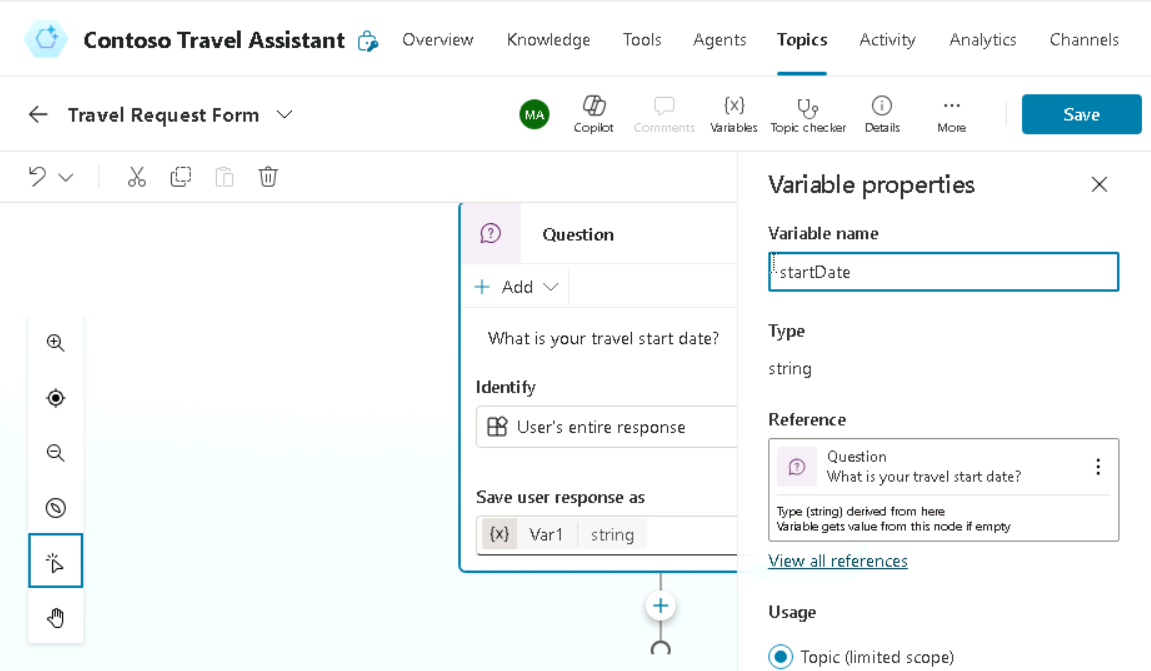 Contoso Travel Assistant Overview Knowledge Tools Agents Topics Activity Analytics Channels
Travel Request Form MA Copilot Comments {x} Variables Topic checker Details More Save
Question
Add
What is your travel start date?
Identify
User's entire response
Save user response as
{x} Var1 string
Variable properties
Variable name
startDate
Type
string
Reference
Question
What is your travel start date?
Type (string) derived from here
Variable gets value from this node if empty
View all references
Usage
Topic (limited scope)